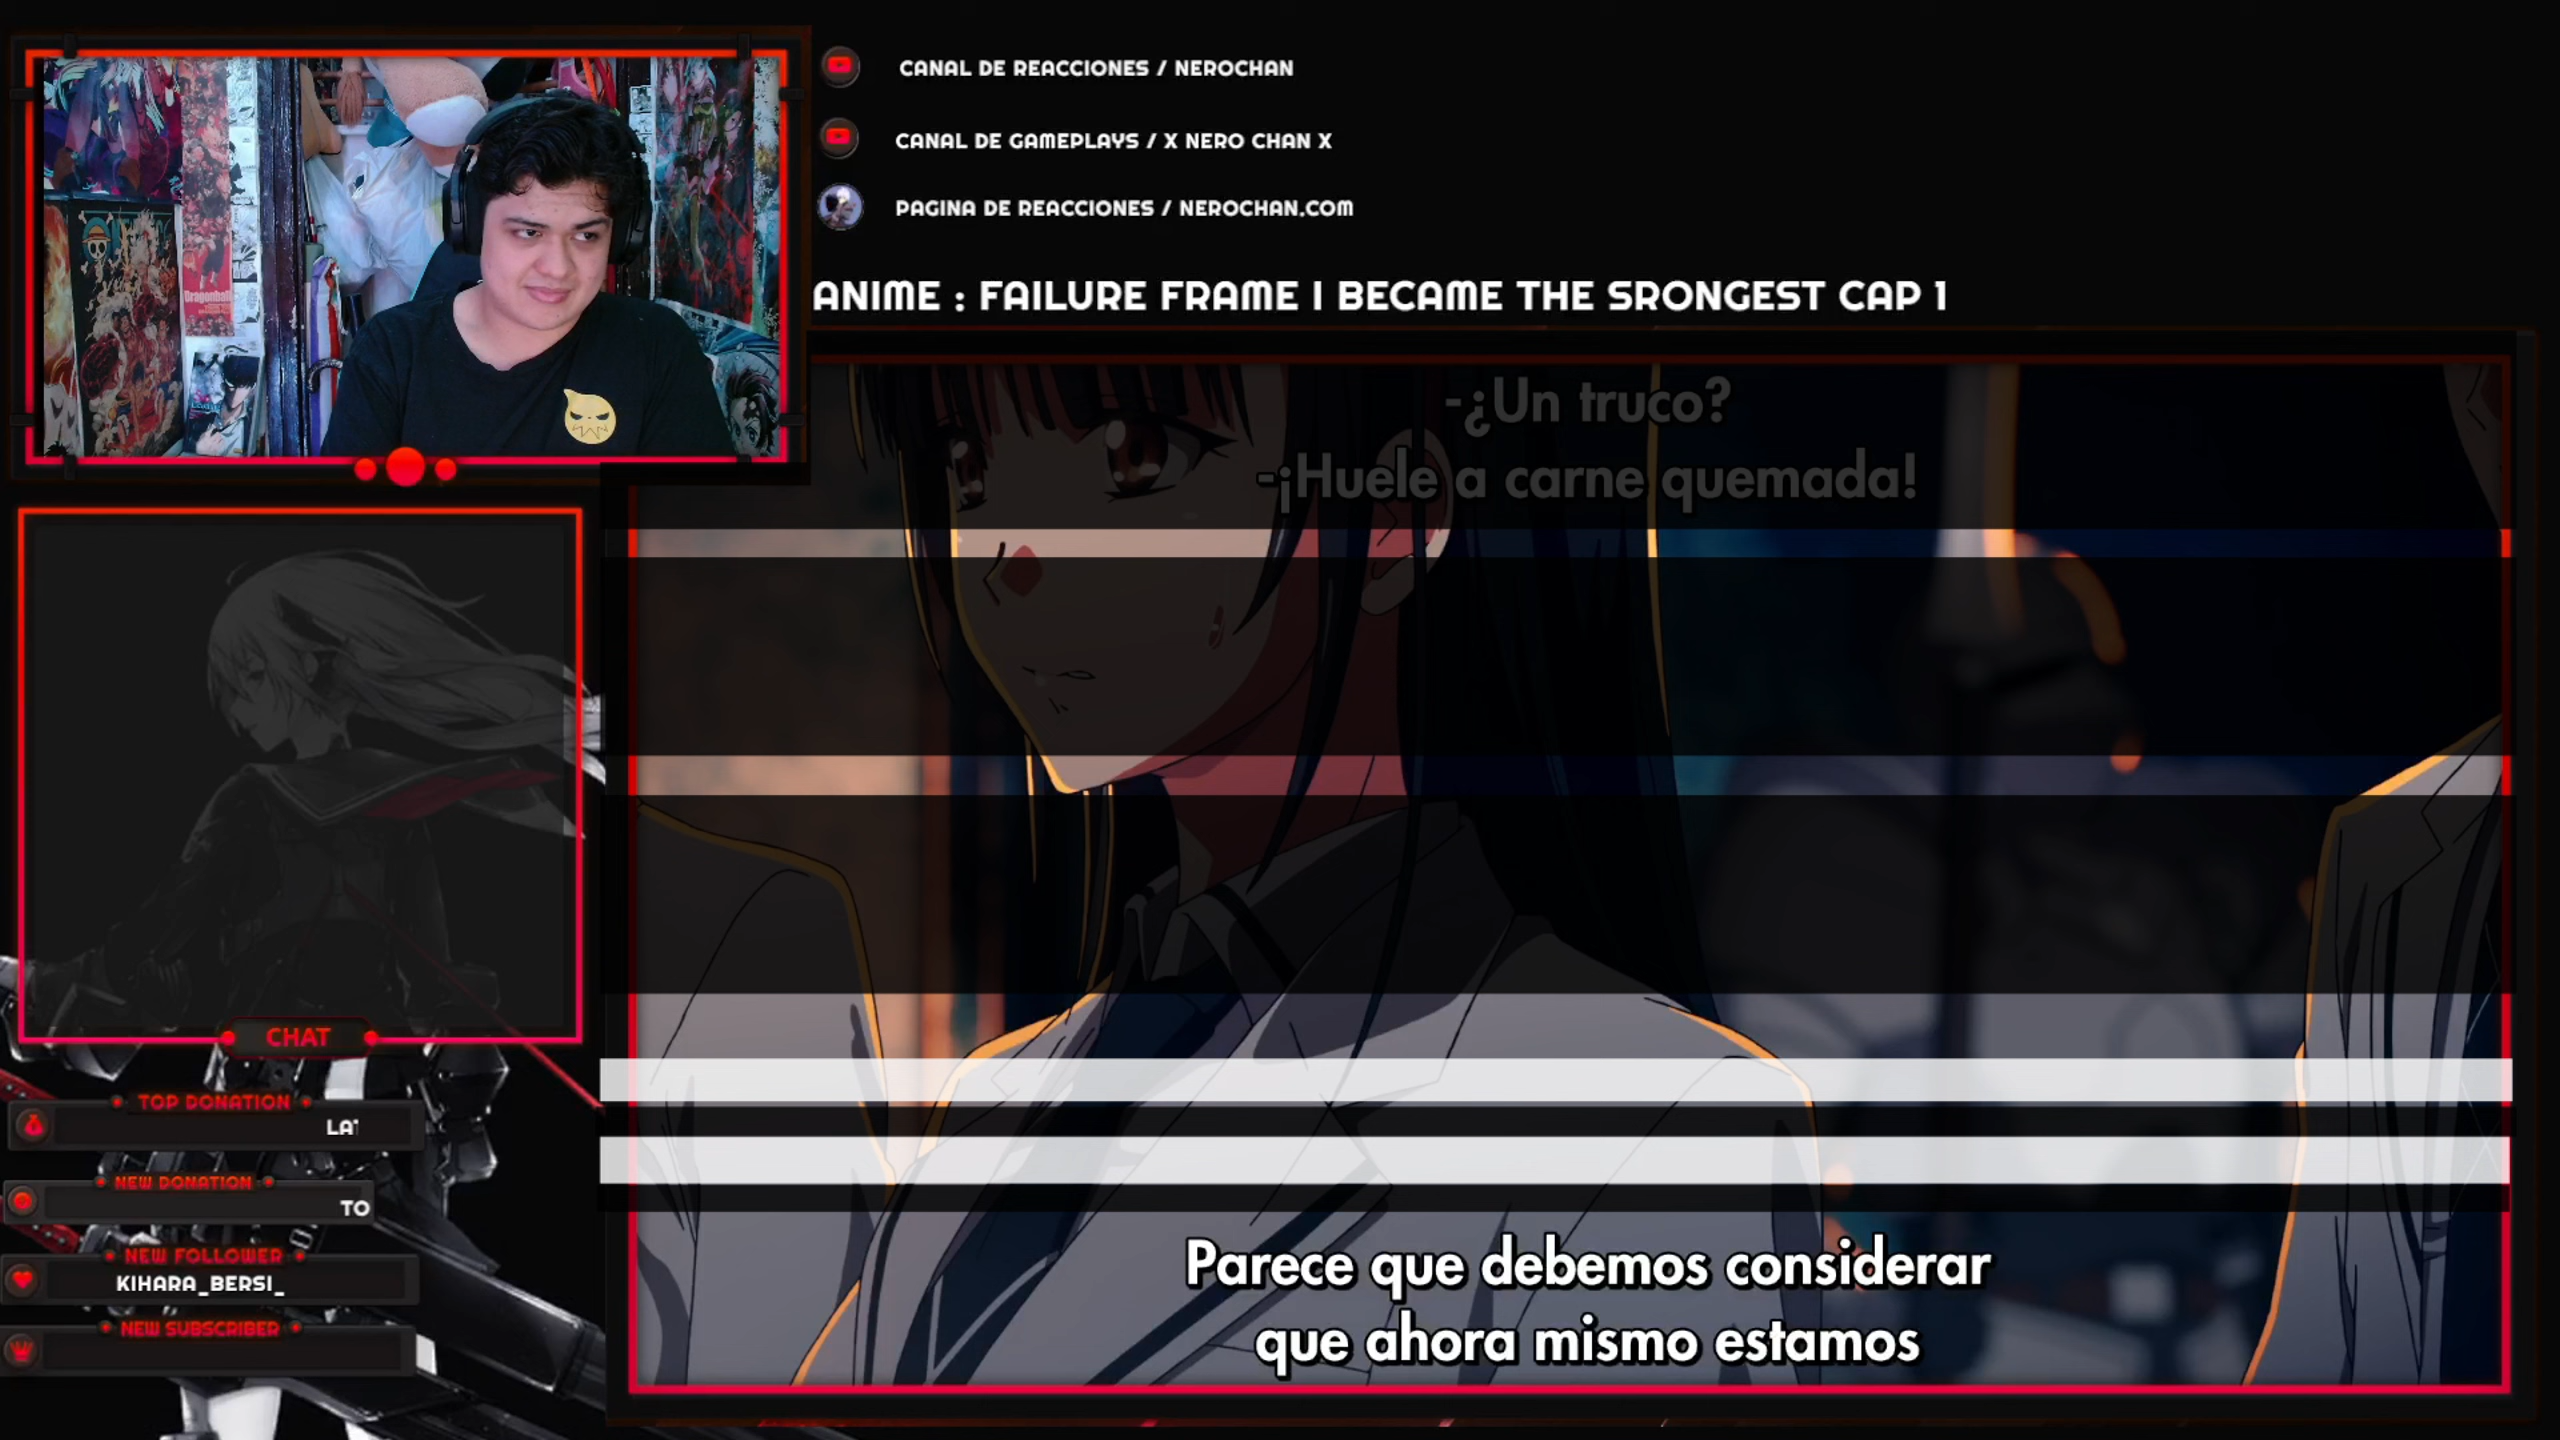 CANAL DE REACCIONES / NEROCHAN
CANAL DE GAMEPLAYS / X NERO CHAN X
PAGINA DE REACCIONES / NEROCHAN.COM
ANIME : FAILURE FRAME I BECAME THE SRONGEST CAP 1
-¿Un truco?
-¡Huele a carne quemada!
Dragonball
CHAT
TOP DONATION
LAT
NEW DONATION
TO
NEW FOLLOWER
KIHARA_BERSI_
NEW SUBSCRIBER
Parece que debemos considerar
que ahora mismo estamos